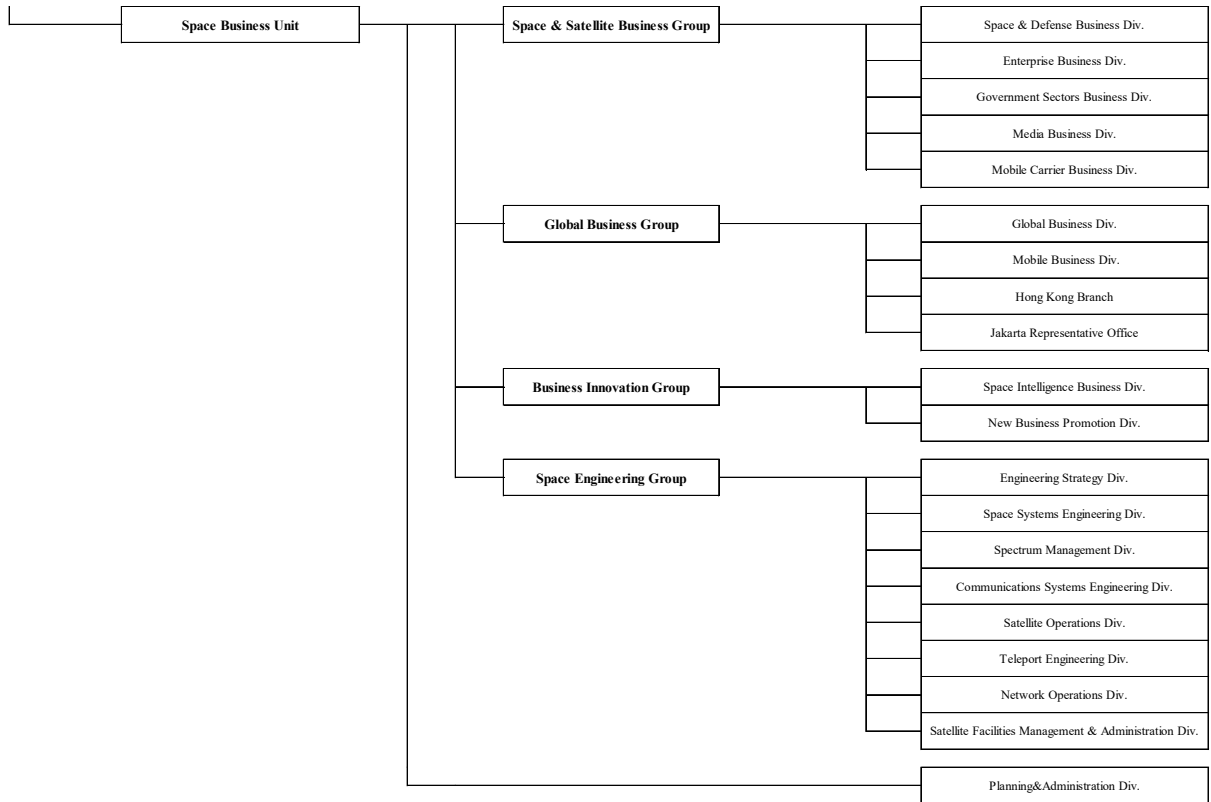 Space Business Unit
Space & Satellite Business Group
Space & Defense Business Div.
Enterprise Business Div.
Government Sectors Business Div.
Media Business Div.
Mobile Carrier Business Div.
Global Business Group
Global Business Div.
Mobile Business Div.
Hong Kong Branch
Jakarta Representative Office
Business Innovation Group
Space Intelligence Business Div.
New Business Promotion Div.
Space Engineering Group
Engineering Strategy Div.
Space Systems Engineering Div.
Spectrum Management Div.
Communications Systems Engineering Div.
Satellite Operations Div.
Teleport Engineering Div.
Network Operations Div.
Satellite Facilities Management & Administration Div.
Planning&Administration Div.